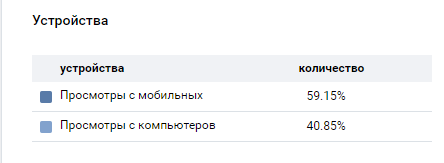 Устройства
устройства количество
Просмотры с мобильных 59.15%
Просмотры с компьютеров 40.85%